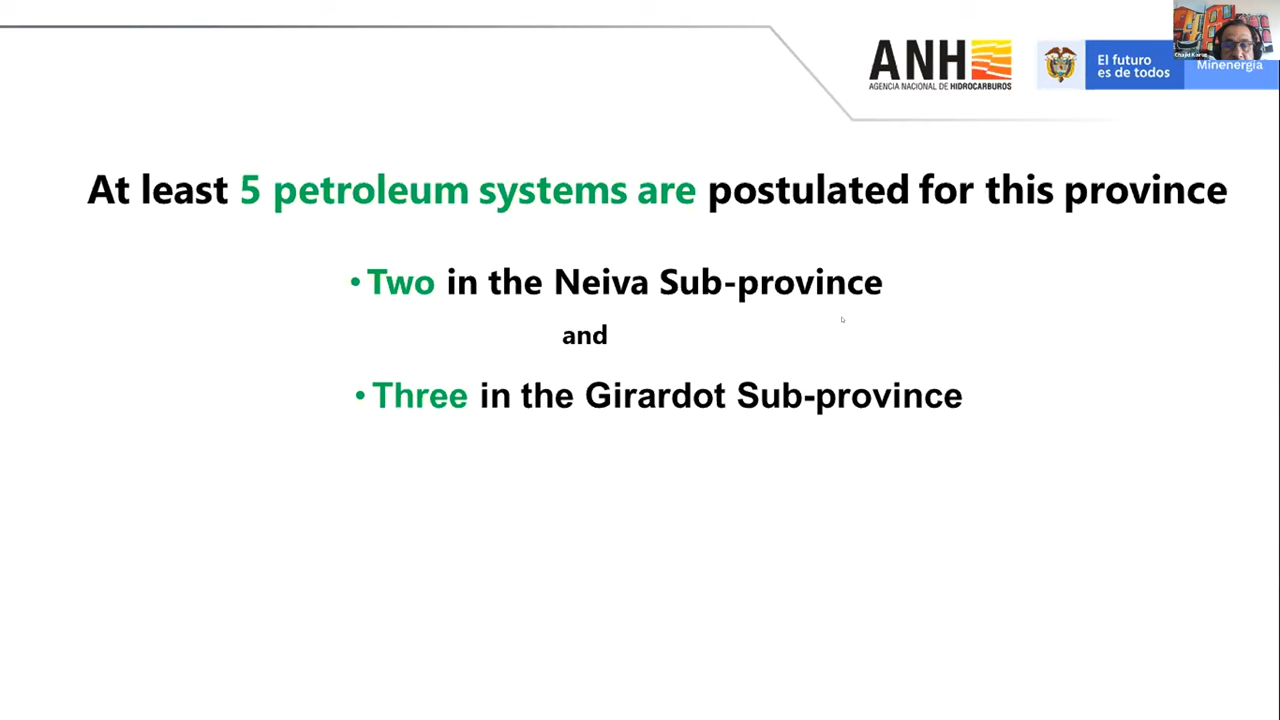 ANH
AGENCIA NACIONAL DE HIDROCARBUROS
El futuro
es de todos
Minenergía
At least 5 petroleum systems are postulated for this province
• Two in the Neiva Sub-province
and
• Three in the Girardot Sub-province